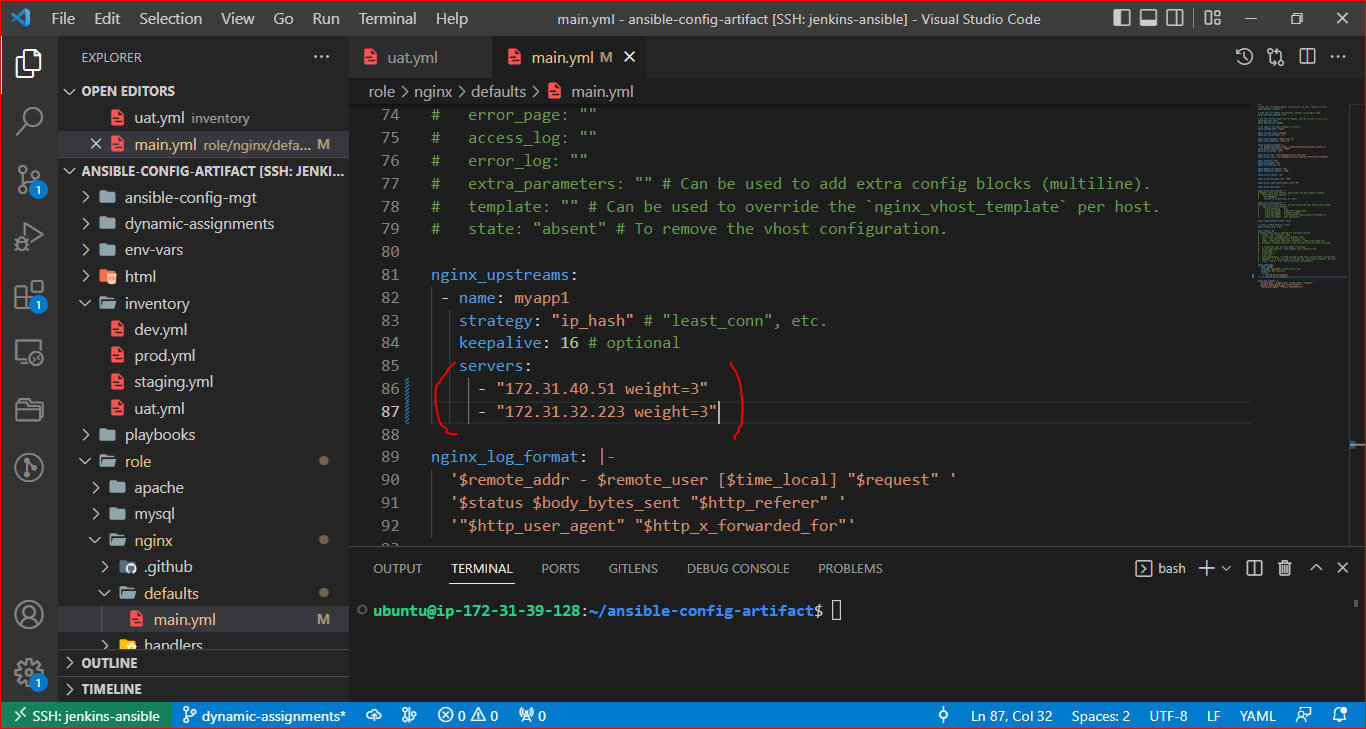 File Edit Selection View Go Run Terminal Help main.yml - ansible-config-artifact [SSH: jenkins-ansible] - Visual Studio Code
EXPLORER
OPEN EDITORS
uat.yml inventory
main.yml role/nginx/defa... M
ANSIBLE-CONFIG-ARTIFACT [SSH: JENKI...
ansible-config-mgt
dynamic-assignments
env-vars
html
inventory
dev.yml
prod.yml
staging.yml
uat.yml
playbooks
role
apache
mysql
nginx
.github
defaults
main.yml M
handlers
OUTLINE
TIMELINE
1
1
1
uat.yml main.yml M
role > nginx > defaults > main.yml
74 # error_page: ""
75 # access_log: ""
76 # error_log: ""
77 # extra_parameters: "" # Can be used to add extra config blocks (multiline).
78 # template: "" # Can be used to override the `nginx_vhost_template` per host.
79 # state: "absent" # To remove the vhost configuration.
80
81 nginx_upstreams:
82 - name: myapp1
83 strategy: "ip_hash" # "least_conn", etc.
84 keepalive: 16 # optional
85 servers:
86 - "172.31.40.51 weight=3"
87 - "172.31.32.223 weight=3"
88
89 nginx_log_format: |-
90 '$remote_addr - $remote_user [$time_local] "$request" '
91 '$status $body_bytes_sent "$http_referer" '
92 '"$http_user_agent" "$http_x_forwarded_for"'
OUTPUT TERMINAL PORTS GITLENS DEBUG CONSOLE PROBLEMS bash
ubuntu@ip-172-31-39-128:~/ansible-config-artifact$
SSH: jenkins-ansible dynamic-assignments* 0 0 0 Ln 87, Col 32 Spaces: 2 UTF-8 LF YAML